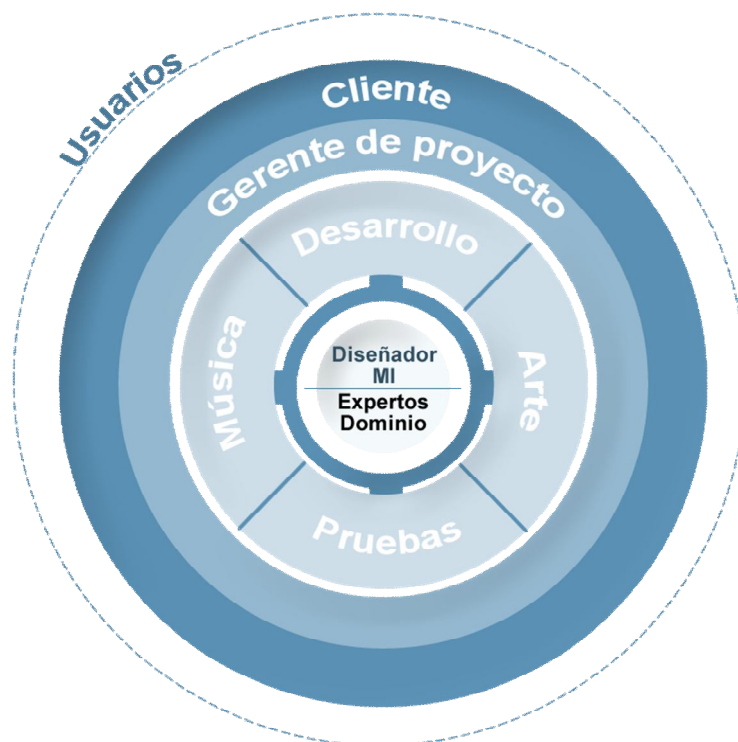 Usuarios
Cliente
Gerente de proyecto
Desarrollo
Música
Arte
Diseñador
MI
Expertos
Dominio
Pruebas